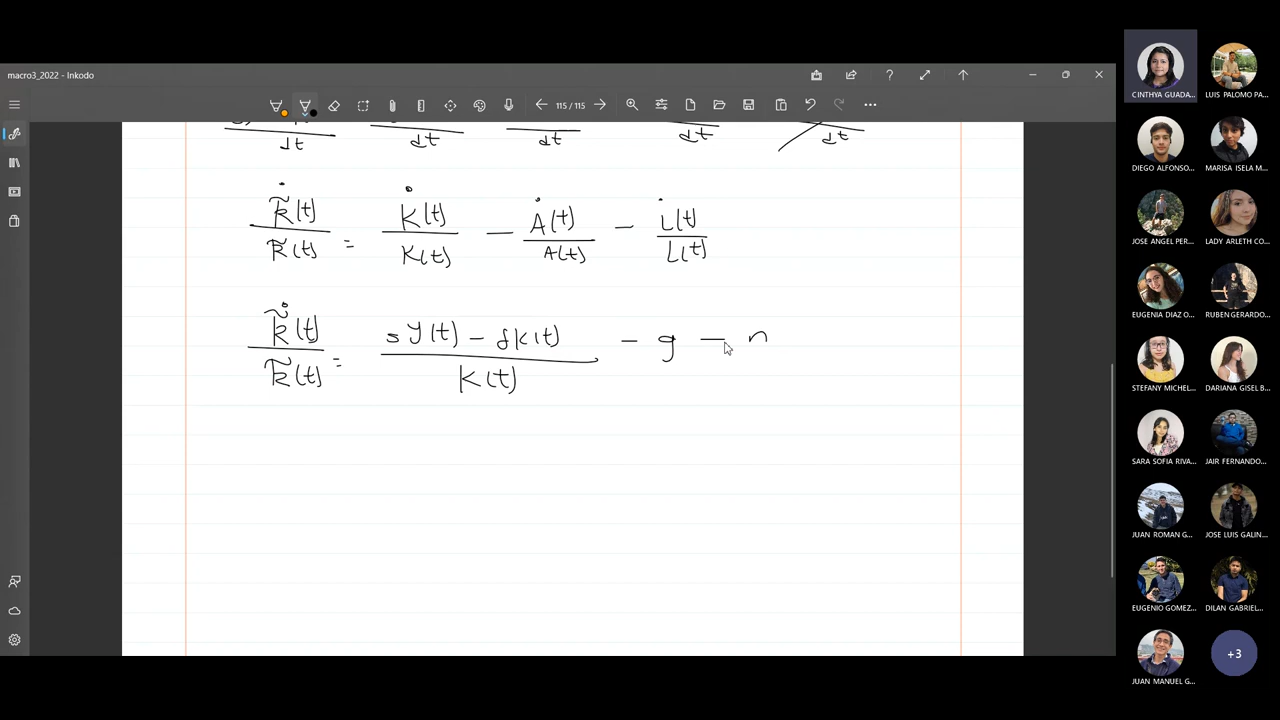 CINTHYA GUADA...
LUIS PALOMO PA...
macro3_2022 - Inkodo
115 / 115
dt dt dt dt dt
DIEGO ALFONSO...
MARISA ISELA M...
k̃̇(t)/k̃(t) = K̇(t)/K(t) - Ȧ(t)/A(t) - L̇(t)/L(t)
JOSE ANGEL PER...
LADY ARLETH CO...
EUGENIA DIAZ O...
RUBEN GERARDO...
k̃̇(t)/k̃(t) = (sY(t) - δK(t))/K(t) - g - n
STEFANY MICHEL...
DARIANA GISEL B...
SARA SOFIA RIVA...
JAIR FERNANDO...
JUAN ROMAN G...
JOSE LUIS GALIN...
EUGENIO GOMEZ...
DILAN GABRIEL...
JUAN MANUEL G...
+3